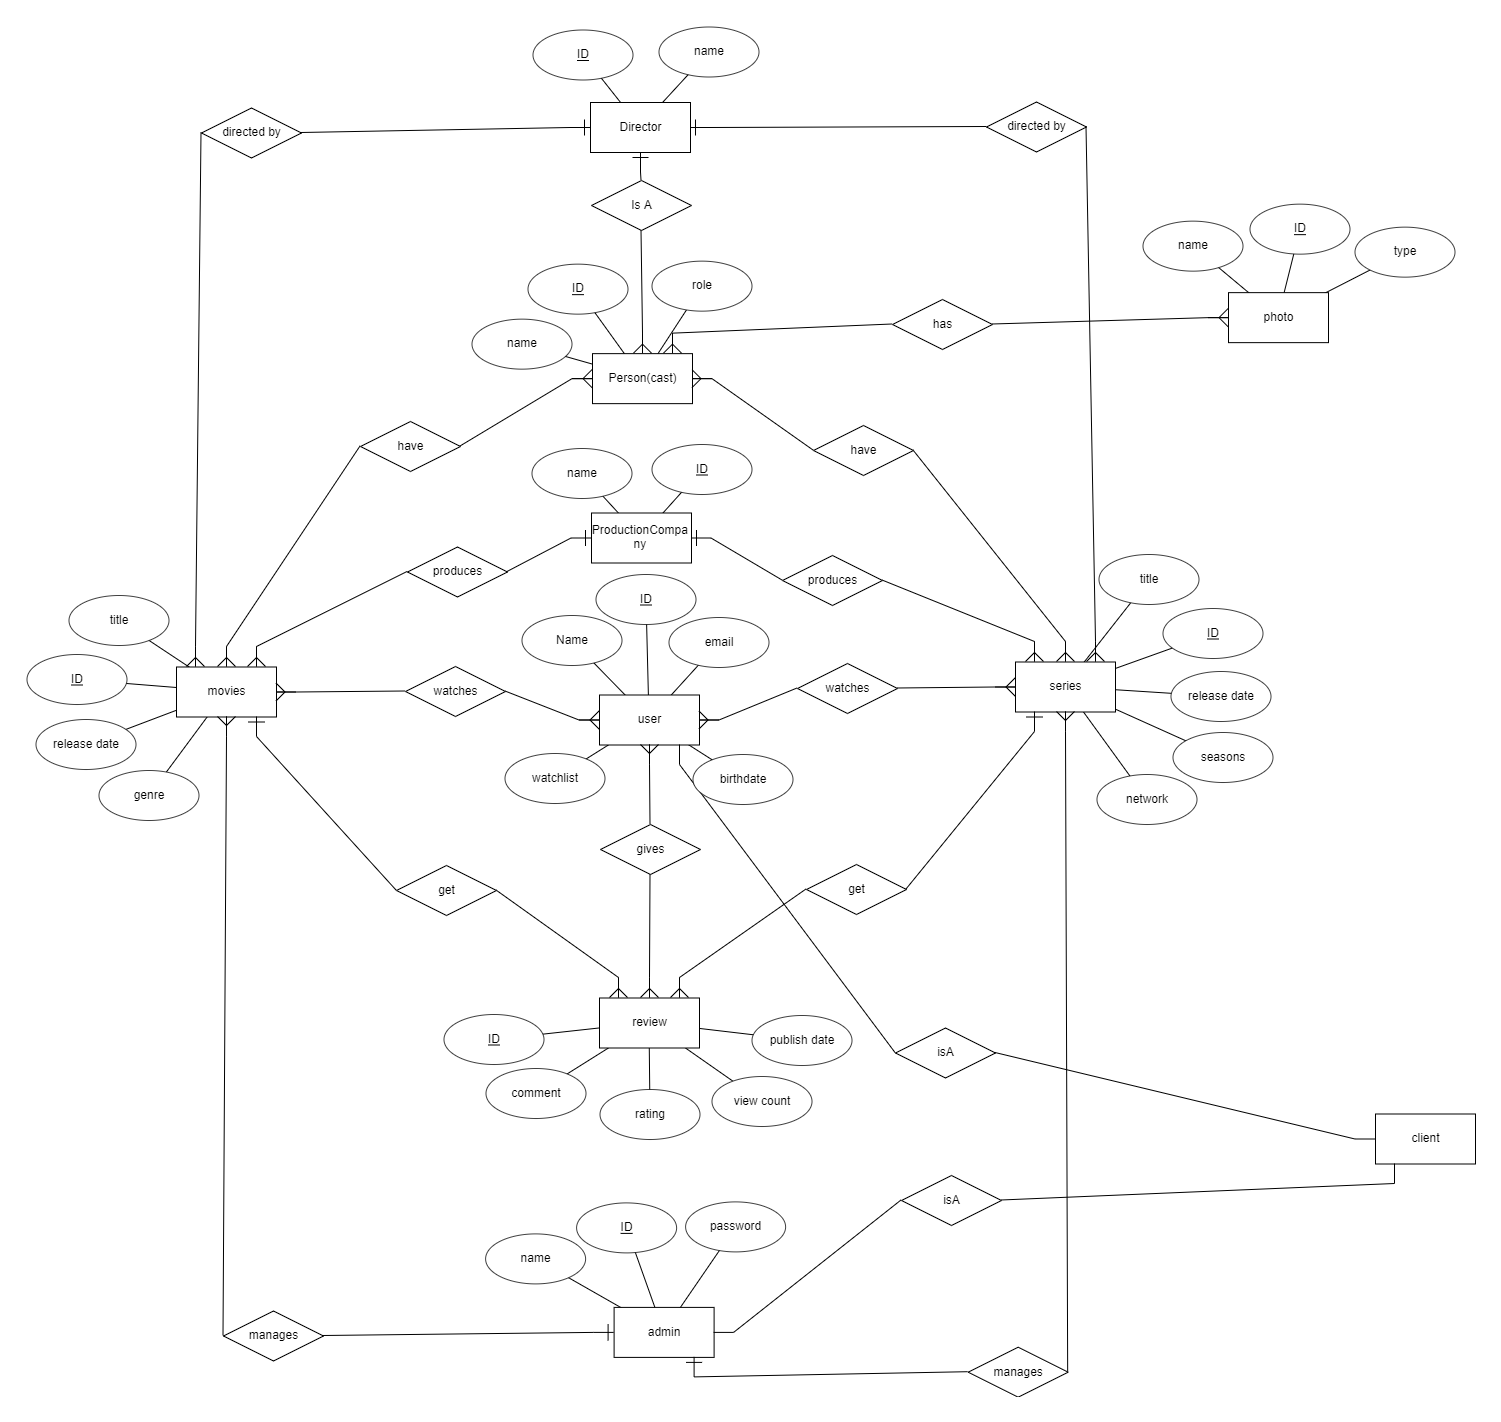 ID
name
Director
directed by
directed by
Is A
name
ID
type
photo
has
ID
role
name
Person(cast)
have
have
name
ID
ProductionCompa
ny
produces
produces
title
ID
release date
genre
movies
watches
ID
Name
email
user
watchlist
birthdate
watches
title
ID
release date
seasons
network
series
gives
get
get
review
ID
comment
rating
view count
publish date
isA
client
isA
name
ID
password
admin
manages
manages